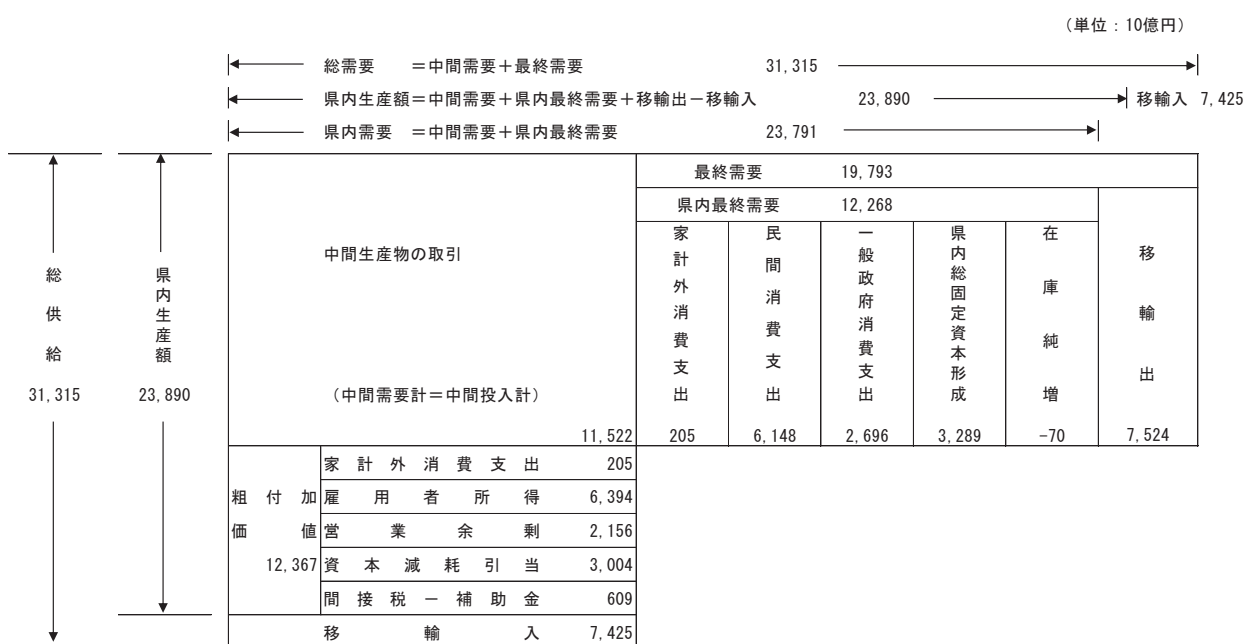 （単位：10億円）
総需要　＝中間需要＋最終需要　31,315
県内生産額＝中間需要＋県内最終需要＋移輸出－移輸入　23,890　移輸入 7,425
県内需要　＝中間需要＋県内最終需要　23,791
総供給
31,315
県内生産額
23,890
中間生産物の取引
（中間需要計＝中間投入計）
11,522
最終需要　19,793
県内最終需要　12,268
家計外消費支出
205
民間消費支出
6,148
一般政府消費支出
2,696
県内総固定資本形成
3,289
在庫純増
-70
移輸出
7,524
粗付加価値
12,367
家計外消費支出　205
雇用者所得　6,394
営業余剰　2,156
資本減耗引当　3,004
間接税－補助金　609
移輸入　7,425